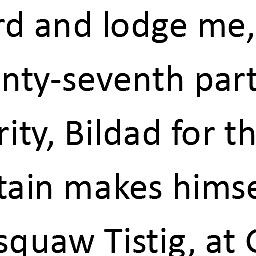 rd and lodge me,
nty-seventh part
rity, Bildad for th
tain makes himse
squaw Tistig, at